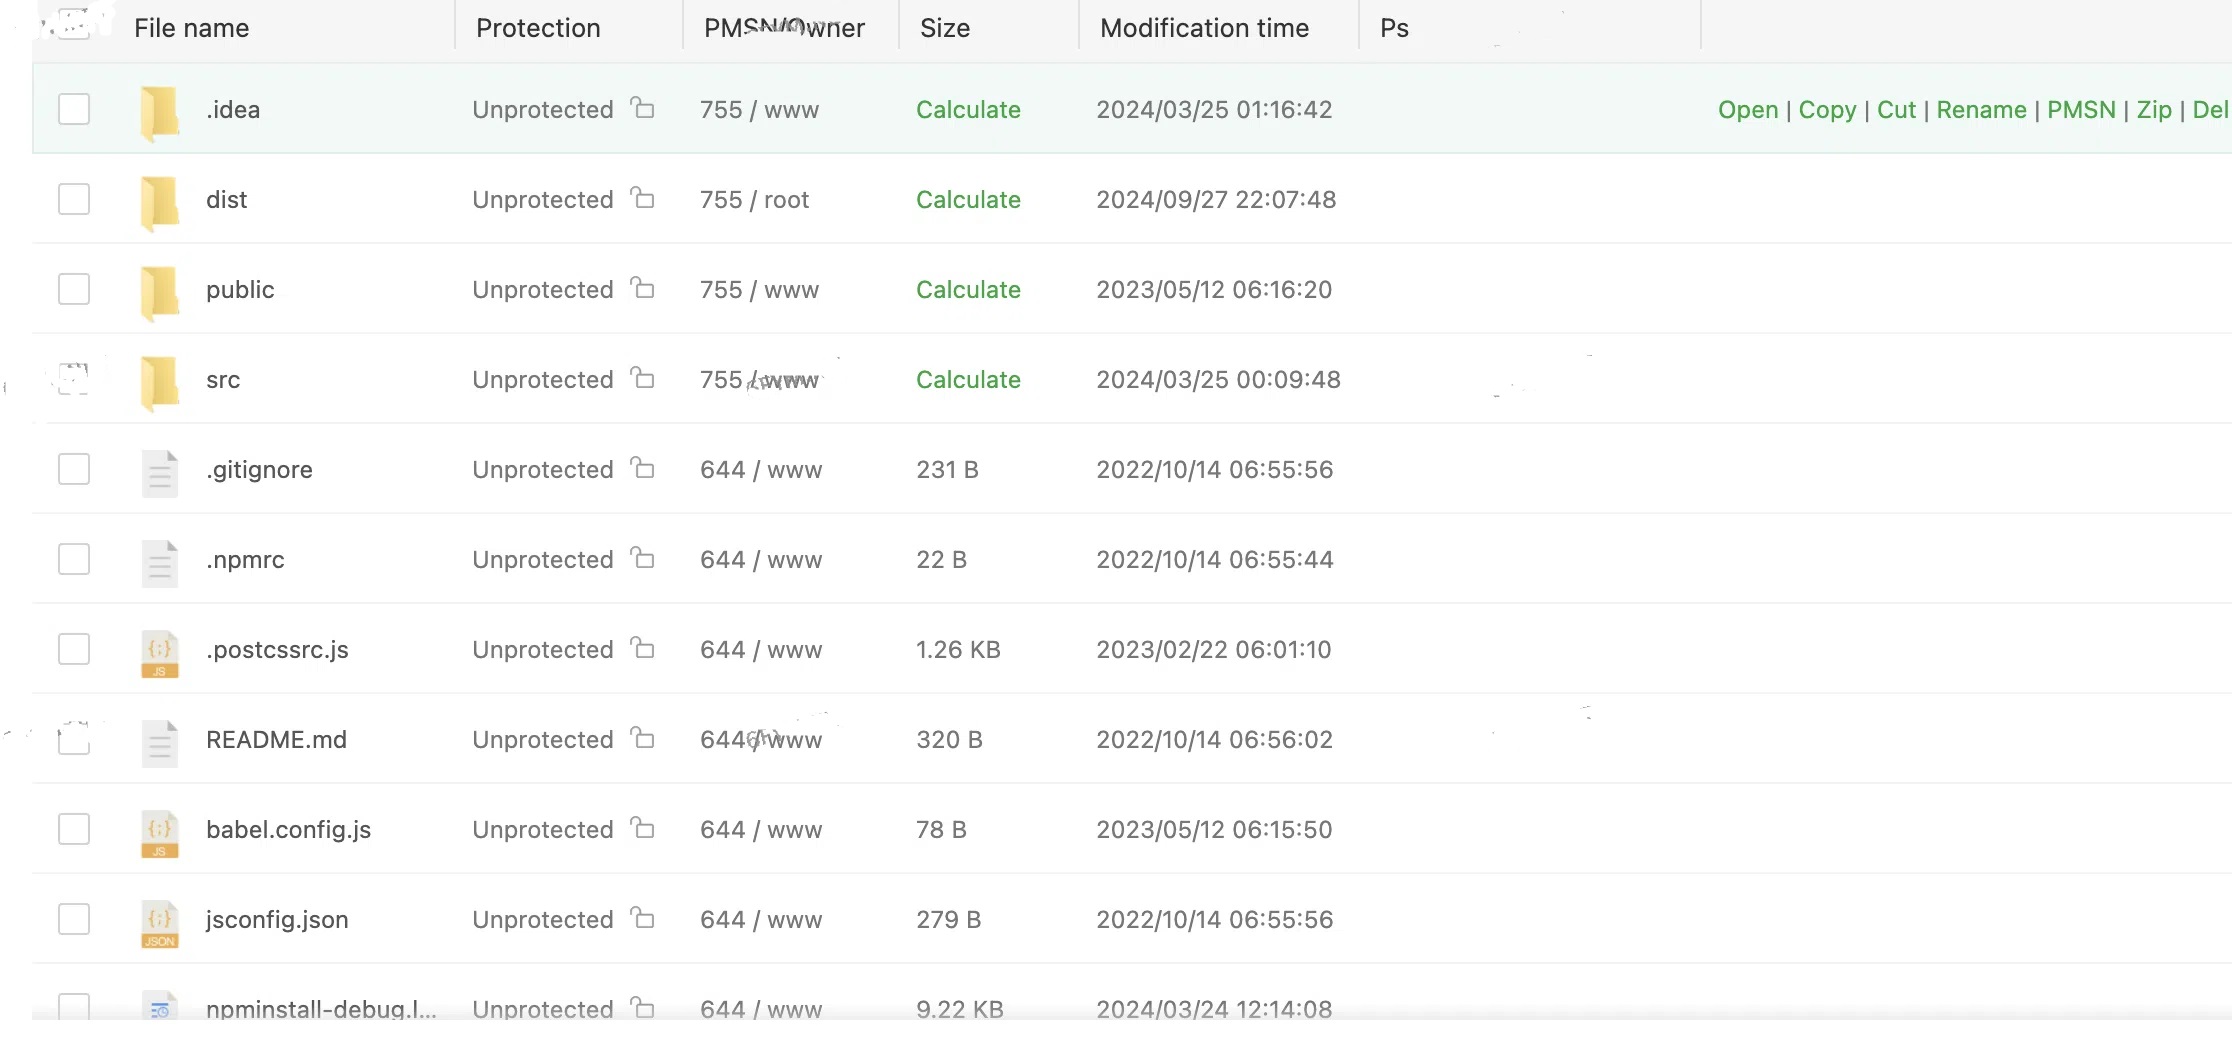 File name Protection PMSN/Owner Size Modification time Ps
.idea Unprotected 755 / www Calculate 2024/03/25 01:16:42 Open | Copy | Cut | Rename | PMSN | Zip | Del
dist Unprotected 755 / root Calculate 2024/09/27 22:07:48
public Unprotected 755 / www Calculate 2023/05/12 06:16:20
src Unprotected 755 / www Calculate 2024/03/25 00:09:48
.gitignore Unprotected 644 / www 231 B 2022/10/14 06:55:56
.npmrc Unprotected 644 / www 22 B 2022/10/14 06:55:44
.postcssrc.js Unprotected 644 / www 1.26 KB 2023/02/22 06:01:10
JS
README.md Unprotected 644 / www 320 B 2022/10/14 06:56:02
babel.config.js Unprotected 644 / www 78 B 2023/05/12 06:15:50
JS
jsconfig.json Unprotected 644 / www 279 B 2022/10/14 06:55:56
JSON
npminstall-debug.l... Unprotected 644 / www 9.22 KB 2024/03/24 12:14:08